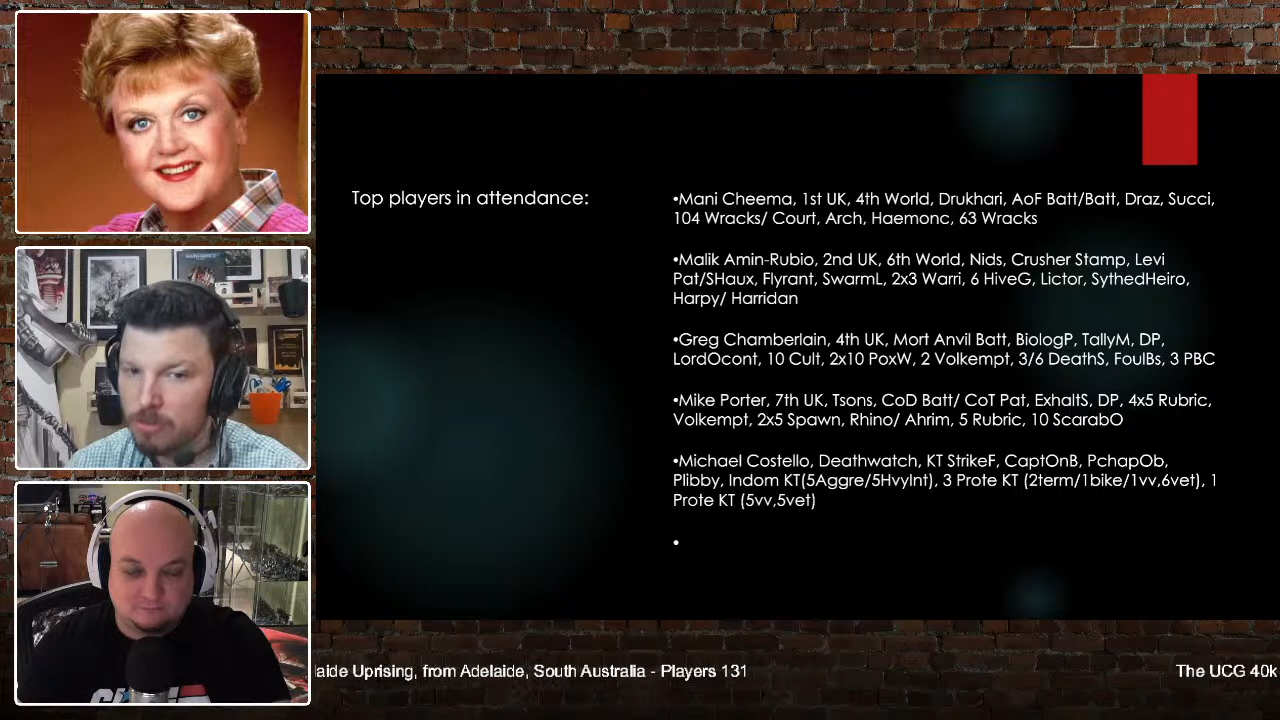 Top players in attendance:
•Mani Cheema, 1st UK, 4th World, Drukhari, AoF Batt/Batt, Draz, Succi,
104 Wracks/ Court, Arch, Haemonc, 63 Wracks
•Malik Amin-Rubio, 2nd UK, 6th World, Nids, Crusher Stamp, Levi
Pat/SHaux, Flyrant, SwarmL, 2x3 Warri, 6 HiveG, Lictor, SythedHeiro,
Harpy/ Harridan
•Greg Chamberlain, 4th UK, Mort Anvil Batt, BiologP, TallyM, DP,
LordOcont, 10 Cult, 2x10 PoxW, 2 Volkempt, 3/6 DeathS, FoulBs, 3 PBC
•Mike Porter, 7th UK, Tsons, CoD Batt/ CoT Pat, ExhaltS, DP, 4x5 Rubric,
Volkempt, 2x5 Spawn, Rhino/ Ahrim, 5 Rubric, 10 ScarabO
•Michael Costello, Deathwatch, KT StrikeF, CaptOnB, PchapOb,
Plibby, Indom KT(5Aggre/5HvyInt), 3 Prote KT (2term/1bike/1vv,6vet), 1
Prote KT (5vv,5vet)
•
laide Uprising, from Adelaide, South Australia - Players 131
The UCG 40k